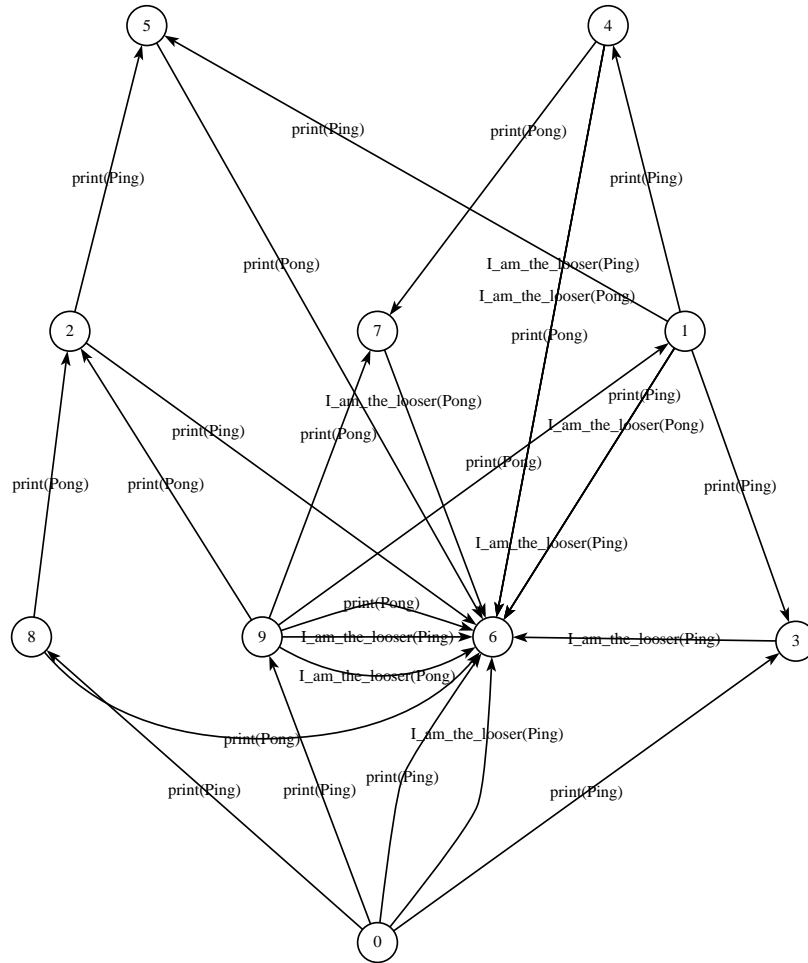 5
4
print(Ping)
print(Pong)
print(Ping)
print(Ping)
print(Pong)
I_am_the_looser(Ping)
I_am_the_looser(Pong)
print(Pong)
2
7
1
I_am_the_looser(Pong)
print(Ping)
print(Ping)
print(Pong)
I_am_the_looser(Pong)
print(Pong)
print(Pong)
print(Pong)
print(Ping)
I_am_the_looser(Ping)
print(Pong)
8
9
I_am_the_looser(Ping)
6
I_am_the_looser(Ping)
3
I_am_the_looser(Pong)
print(Pong)
I_am_the_looser(Ping)
print(Ping)
print(Ping)
print(Ping)
print(Ping)
0